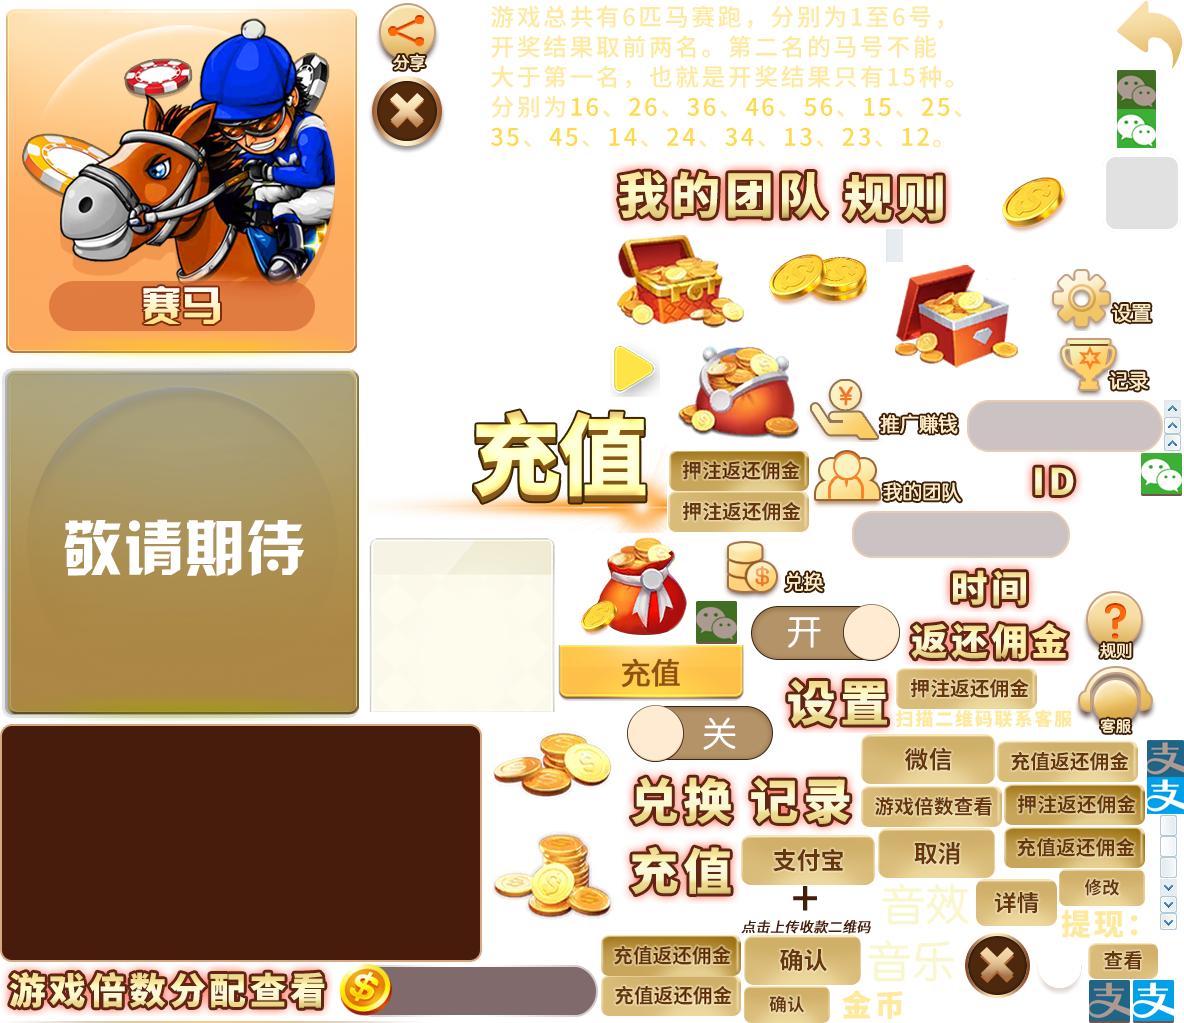 游戏总共有6匹马赛跑，分别为1至6号，
开奖结果取前两名。第二名的马号不能
大于第一名，也就是开奖结果只有15种。
分别为16、26、36、46、56、15、25、
35、45、14、24、34、13、23、12。
分享
赛马
我的团队 规则
设置
记录
推广赚钱
充值
押注返还佣金
我的团队
ID
押注返还佣金
敬请期待
兑换
时间
开
返还佣金
规则
充值
押注返还佣金
设置
扫描二维码联系客服
客服
关
微信
充值返还佣金
支
兑换 记录
游戏倍数查看
押注返还佣金
支
充值
支付宝
取消
充值返还佣金
修改
音效
详情
提现：
点击上传收款二维码
充值返还佣金
确认
音乐
查看
游戏倍数分配查看
$
充值返还佣金
确认
金币
支
支